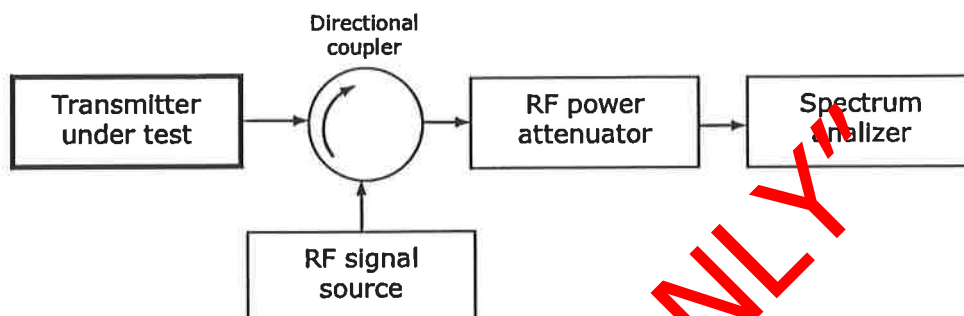 Directional
coupler
Transmitter
under test
RF power
attenuator
Spectrum
analizer
RF signal
source
NLY"